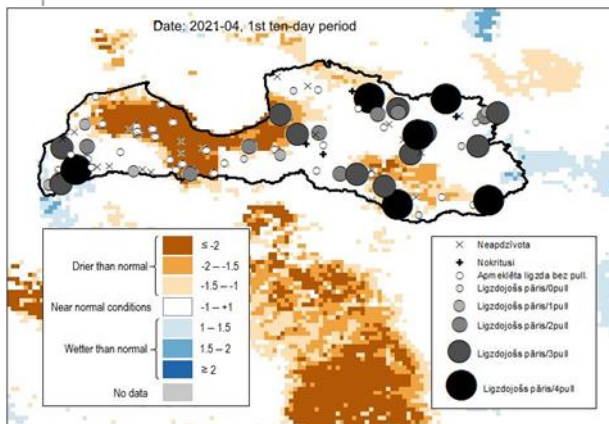 Date: 2021-04, 1st ten-day period
Drier than normal
≤ -2
-2 – -1.5
-1.5 – -1
Near normal conditions
-1 – +1
Wetter than normal
1 – 1.5
1.5 – 2
≥ 2
No data
Neapdzīvota
Nokritusi
Apmeklēta ligzda bez pull.
Ligzdojošs pāris/0pull
Ligzdojošs pāris/1pull
Ligzdojošs pāris/2pull
Ligzdojošs pāris/3pull
Ligzdojošs pāris/4pull